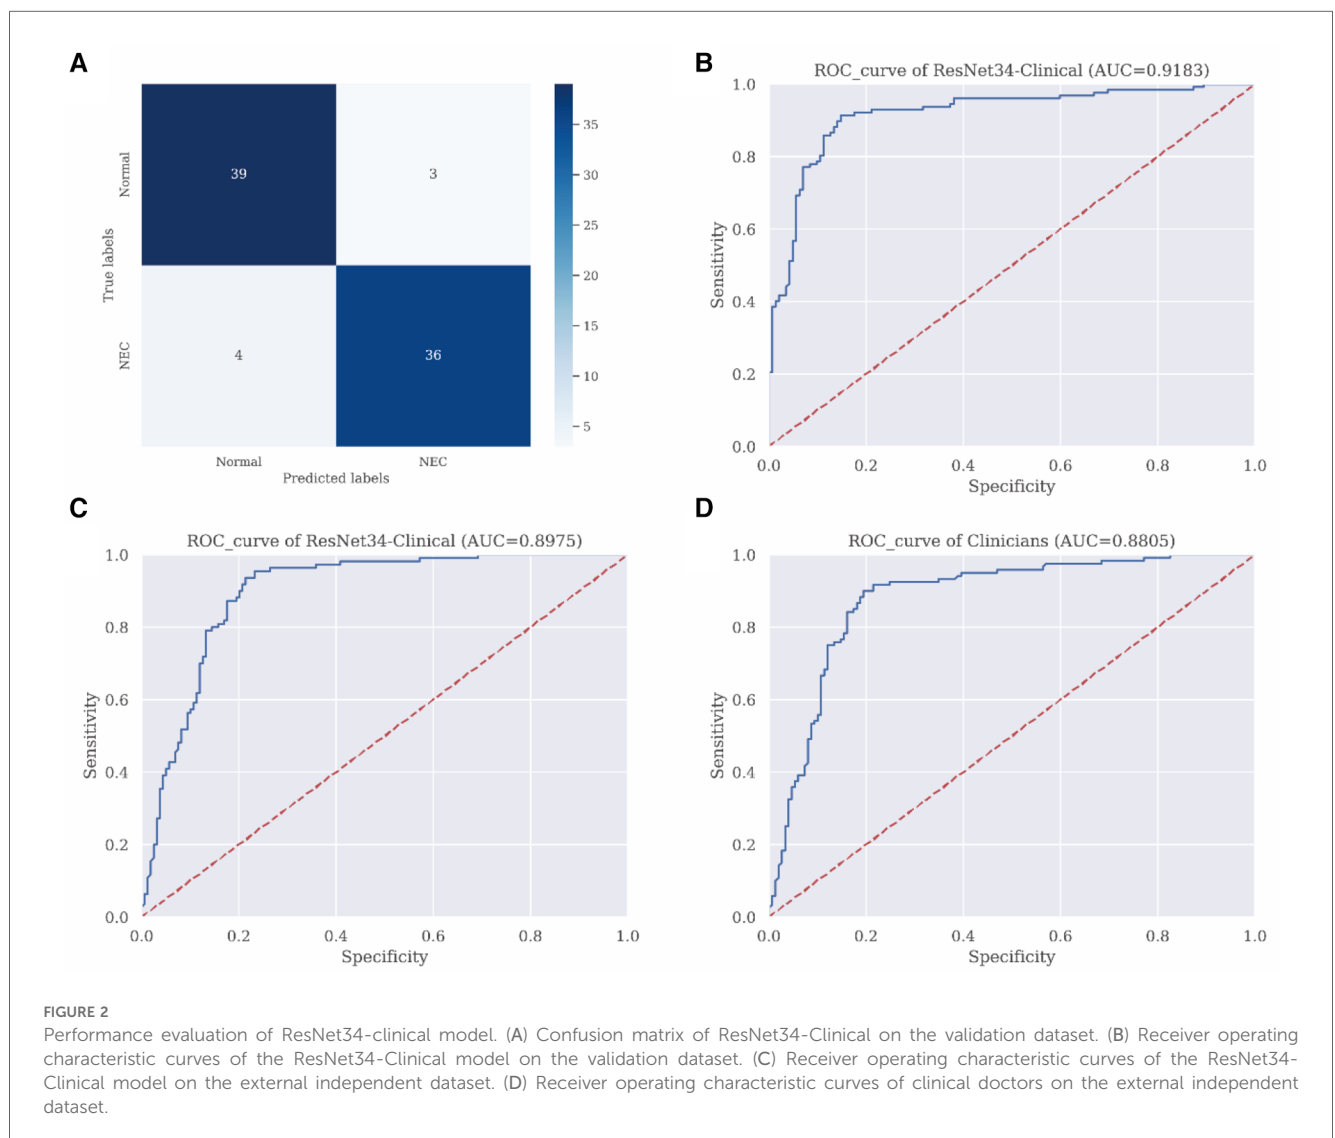 A
Normal
True labels
NEC
39
3
4
36
35
30
25
20
15
10
5
Normal
NEC
Predicted labels
B
ROC_curve of ResNet34-Clinical (AUC=0.9183)
1.0
0.8
0.6
0.4
0.2
0.0
Sensitivity
0.0 0.2 0.4 0.6 0.8 1.0
Specificity
C
ROC_curve of ResNet34-Clinical (AUC=0.8975)
1.0
0.8
0.6
0.4
0.2
0.0
Sensitivity
0.0 0.2 0.4 0.6 0.8 1.0
Specificity
D
ROC_curve of Clinicians (AUC=0.8805)
1.0
0.8
0.6
0.4
0.2
0.0
Sensitivity
0.0 0.2 0.4 0.6 0.8 1.0
Specificity
FIGURE 2
Performance evaluation of ResNet34-clinical model. (A) Confusion matrix of ResNet34-Clinical on the validation dataset. (B) Receiver operating
characteristic curves of the ResNet34-Clinical model on the validation dataset. (C) Receiver operating characteristic curves of the ResNet34-
Clinical model on the external independent dataset. (D) Receiver operating characteristic curves of clinical doctors on the external independent
dataset.